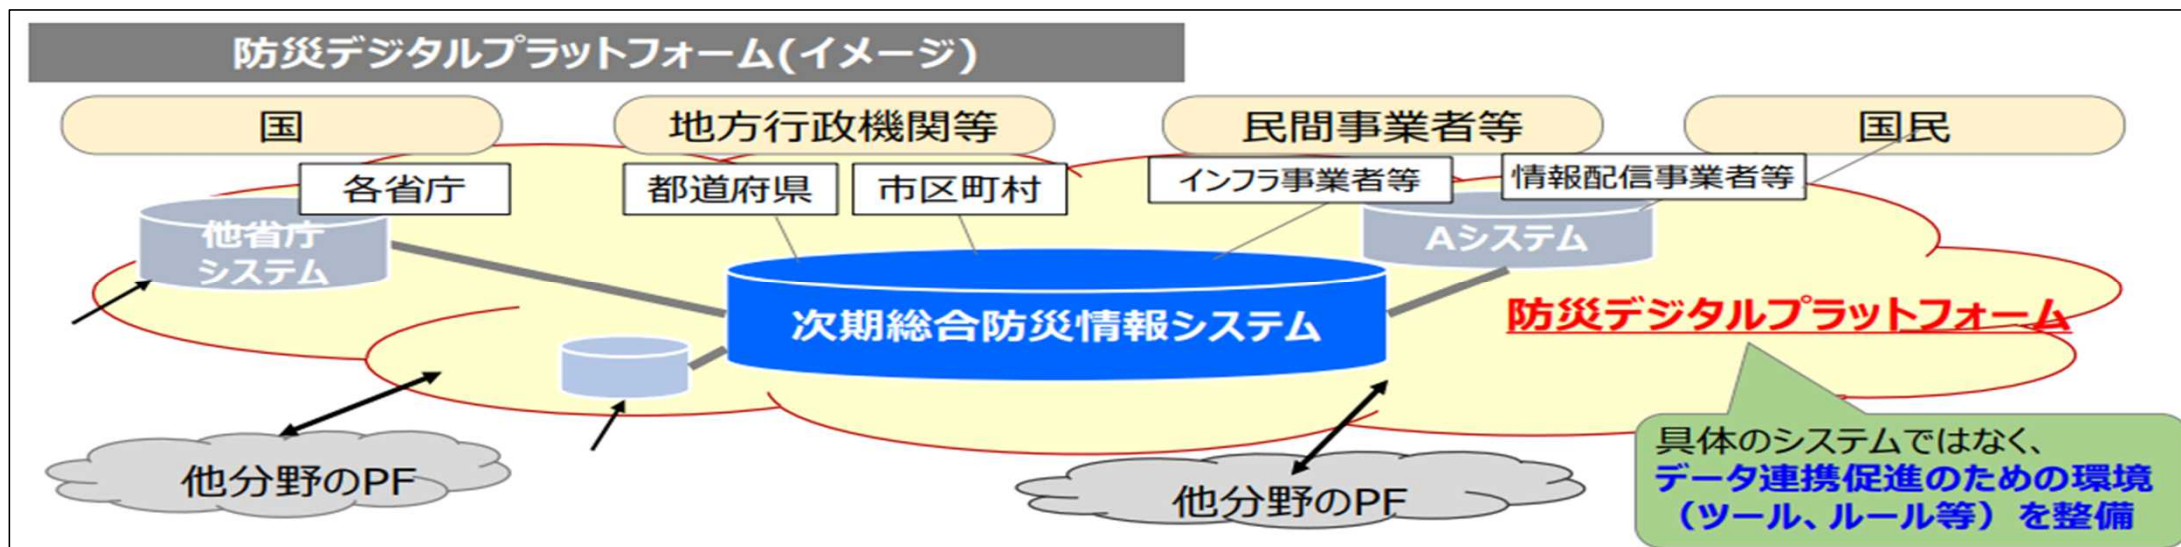 防災デジタルプラットフォーム(イメージ)
国
地方行政機関等
民間事業者等
国民
各省庁
都道府県
市区町村
インフラ事業者等
情報配信事業者等
他省庁
システム
Aシステム
次期総合防災情報システム
防災デジタルプラットフォーム
他分野のPF
他分野のPF
具体のシステムではなく、
データ連携促進のための環境
（ツール、ルール等）を整備